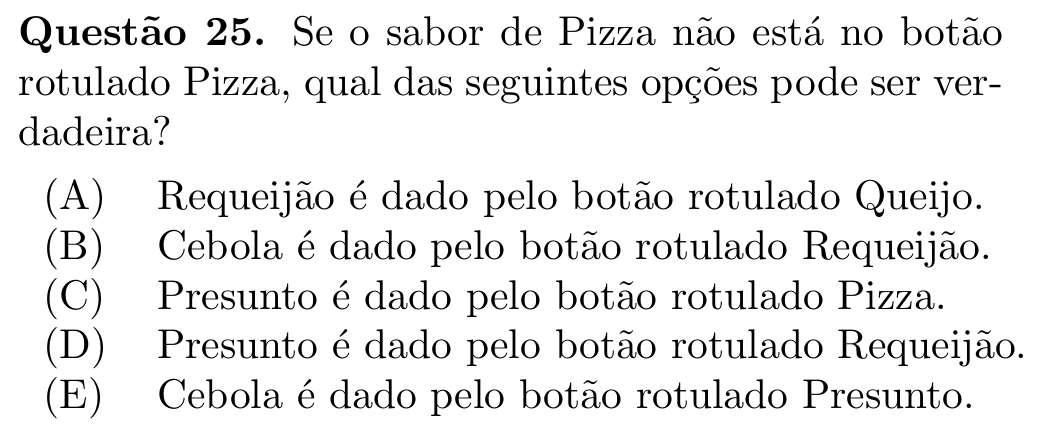 Questão 25. Se o sabor de Pizza não está no botão
rotulado Pizza, qual das seguintes opções pode ser ver-
dadeira?
(A) Requeijão é dado pelo botão rotulado Queijo.
(B) Cebola é dado pelo botão rotulado Requeijão.
(C) Presunto é dado pelo botão rotulado Pizza.
(D) Presunto é dado pelo botão rotulado Requeijão.
(E) Cebola é dado pelo botão rotulado Presunto.